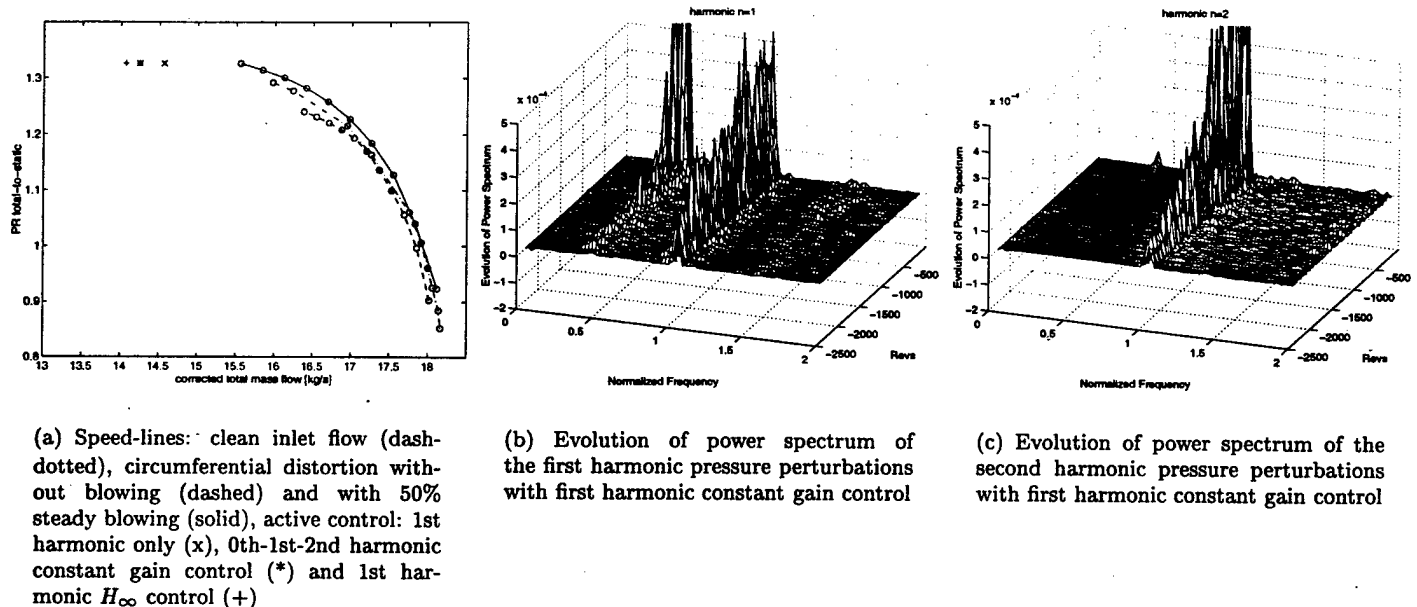 PR total-to-static
1.3
1.2
1.1
1
0.9
0.8
13
13.5
14
14.5
15
15.5
16
16.5
17
17.5
18
corrected total mass flow [kg/s]
harmonic n=1
x 10⁻⁴
Evolution of Power Spectrum
5
4
3
2
1
0
−1
−2
0
0.5
1
1.5
2
Normalized Frequency
−500
−1000
−1500
−2000
−2500
Revs
harmonic n=2
x 10⁻⁴
Evolution of Power Spectrum
5
4
3
2
1
0
−1
−2
0
0.5
1
1.5
2
Normalized Frequency
−500
−1000
−1500
−2000
−2500
Revs
(a) Speed-lines: clean inlet flow (dash-
dotted), circumferential distortion with-
out blowing (dashed) and with 50%
steady blowing (solid), active control: 1st
harmonic only (x), 0th-1st-2nd harmonic
constant gain control (*) and 1st har-
monic H∞ control (+)
(b) Evolution of power spectrum of
the first harmonic pressure perturbations
with first harmonic constant gain control
(c) Evolution of power spectrum of the
second harmonic pressure perturbations
with first harmonic constant gain control